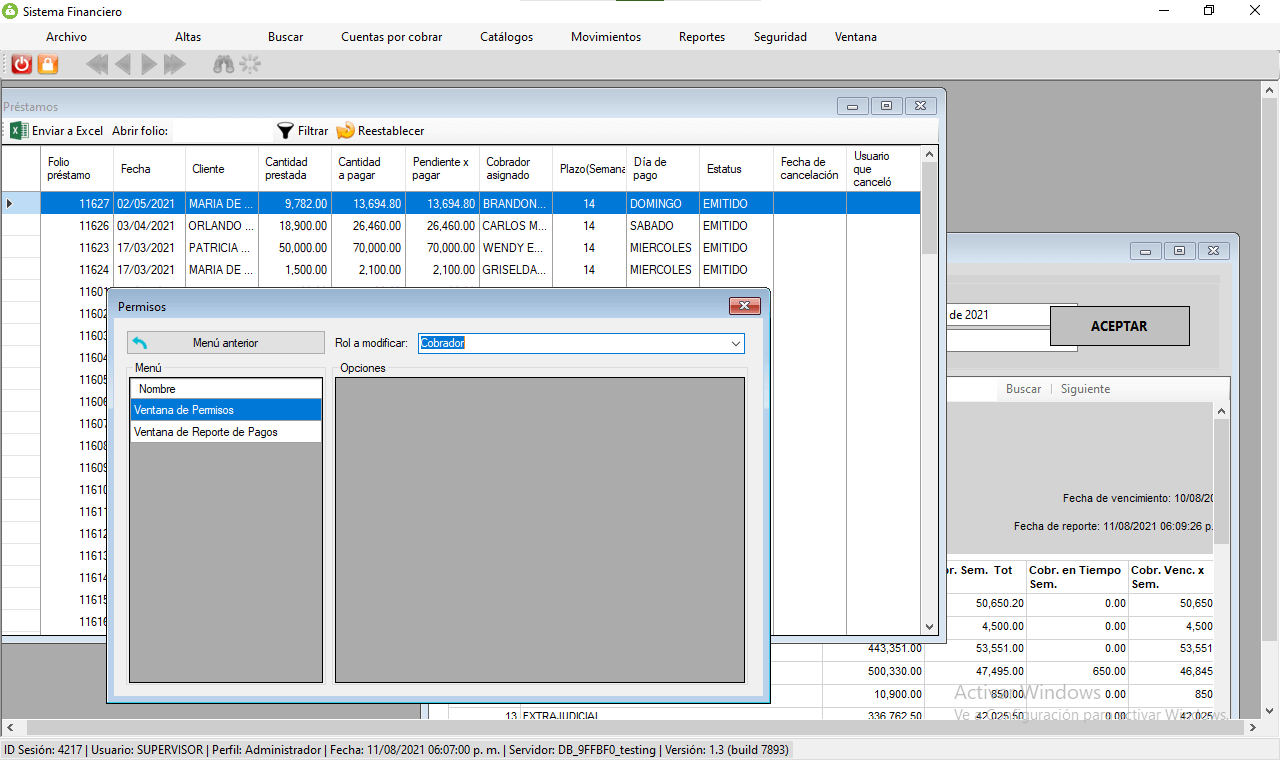 Sistema Financiero
Archivo Altas Buscar Cuentas por cobrar Catálogos Movimientos Reportes Seguridad Ventana
Préstamos
Enviar a Excel Abrir folio: Filtrar Reestablecer
Folio préstamo Fecha Cliente Cantidad prestada Cantidad a pagar Pendiente x pagar Cobrador asignado Plazo(Semana Día de pago Estatus Fecha de cancelación Usuario que canceló
11627 02/05/2021 MARIA DE ... 9,782.00 13,694.80 13,694.80 BRANDON... 14 DOMINGO EMITIDO
11626 03/04/2021 ORLANDO ... 18,900.00 26,460.00 26,460.00 CARLOS M... 14 SABADO EMITIDO
11623 17/03/2021 PATRICIA ... 50,000.00 70,000.00 70,000.00 WENDY E... 14 MIERCOLES EMITIDO
11624 17/03/2021 MARIA DE ... 1,500.00 2,100.00 2,100.00 GRISELDA... 14 MIERCOLES EMITIDO
11601
11602
11603
11604
11605
11606
11607
11608
11609
11610
11611
11612
11613
11614
11615
11616
Permisos
Menú anterior Rol a modificar: Cobrador
Menú Opciones
Nombre
Ventana de Permisos
Ventana de Reporte de Pagos
de 2021
ACEPTAR
Buscar | Siguiente
Fecha de vencimiento: 10/08/20
Fecha de reporte: 11/08/2021 06:09:26 p.
Sem. Tot Cobr. en Tiempo Sem. Cobr. Venc. x Sem.
50,650.20 0.00 50,650
4,500.00 0.00 4,500
443,351.00 53,551.00 0.00 53,551
500,330.00 47,495.00 650.00 46,845
10,900.00 850.00 0.00 850
13 EXTRAJUDICIAL 336,762.50 42,025.50 0.00 42,025
Activar Windows
Ve a Configuración para activar Windows.
ID Sesión: 4217 | Usuario: SUPERVISOR | Perfil: Administrador | Fecha: 11/08/2021 06:07:00 p. m. | Servidor: DB_9FFBF0_testing | Versión: 1.3 (build 7893)